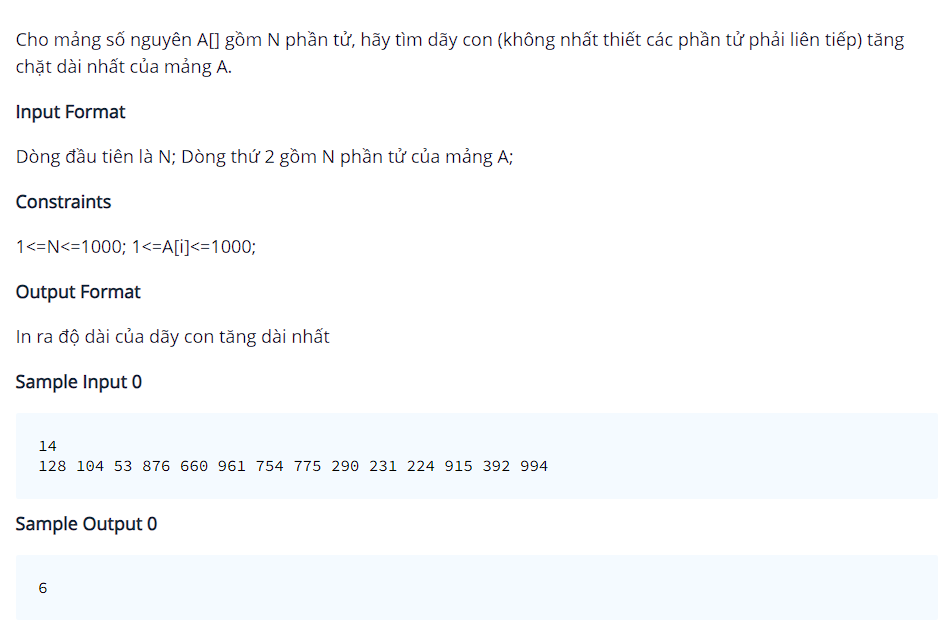 Cho mảng số nguyên A[] gồm N phần tử, hãy tìm dãy con (không nhất thiết các phần tử phải liên tiếp) tăng
chặt dài nhất của mảng A.
Input Format
Dòng đầu tiên là N; Dòng thứ 2 gồm N phần tử của mảng A;
Constraints
1<=N<=1000; 1<=A[i]<=1000;
Output Format
In ra độ dài của dãy con tăng dài nhất
Sample Input 0
14
128 104 53 876 660 961 754 775 290 231 224 915 392 994
Sample Output 0
6